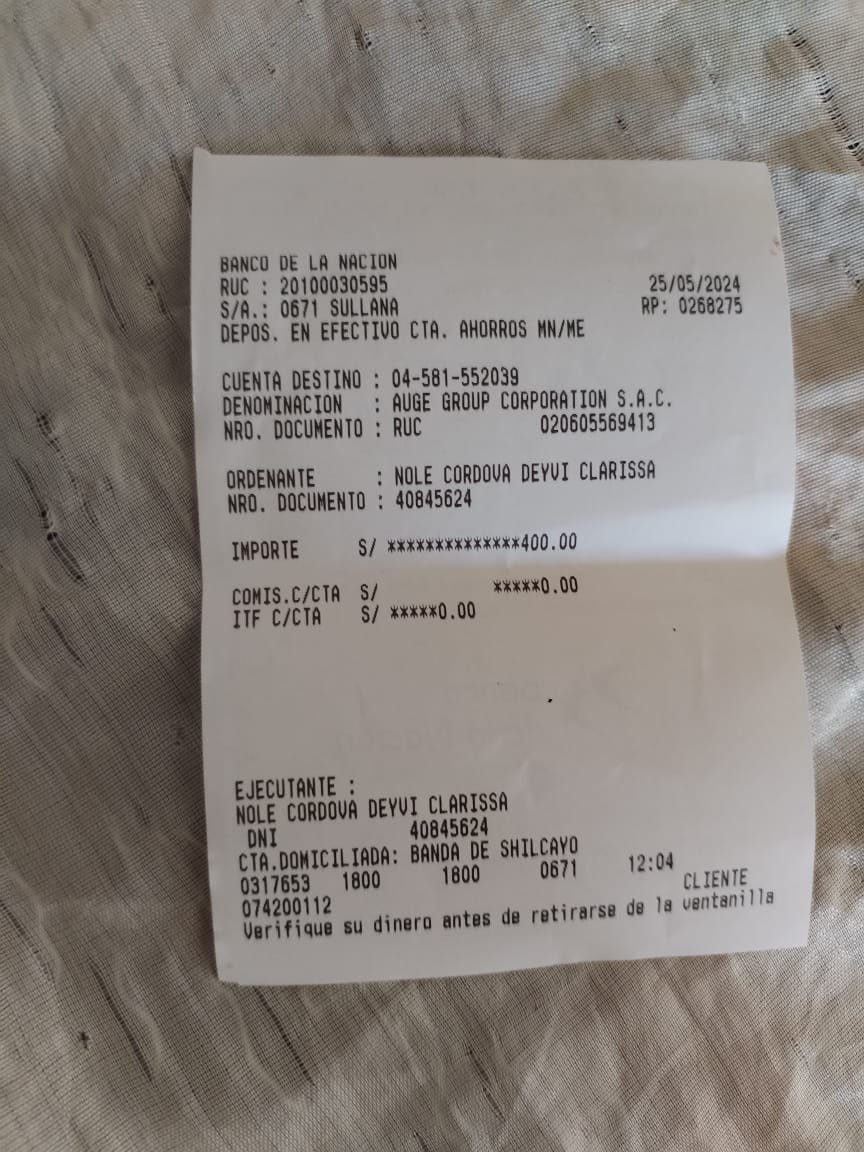 BANCO DE LA NACION
RUC : 20100030595 25/05/2024
S/A.: 0671 SULLANA RP: 0268275
DEPOS. EN EFECTIVO CTA. AHORROS MN/ME
CUENTA DESTINO : 04-581-552039
DENOMINACION : AUGE GROUP CORPORATION S.A.C.
NRO. DOCUMENTO : RUC 020605569413
ORDENANTE : NOLE CORDOVA DEYVI CLARISSA
NRO. DOCUMENTO : 40845624
IMPORTE S/ **************400.00
COMIS.C/CTA S/ *****0.00
ITF C/CTA S/ *****0.00
EJECUTANTE :
NOLE CORDOVA DEYVI CLARISSA
DNI 40845624
CTA.DOMICILIADA: BANDA DE SHILCAYO
0317653 1800 1800 0671 12:04
074200112 CLIENTE
Verifique su dinero antes de retirarse de la ventanilla